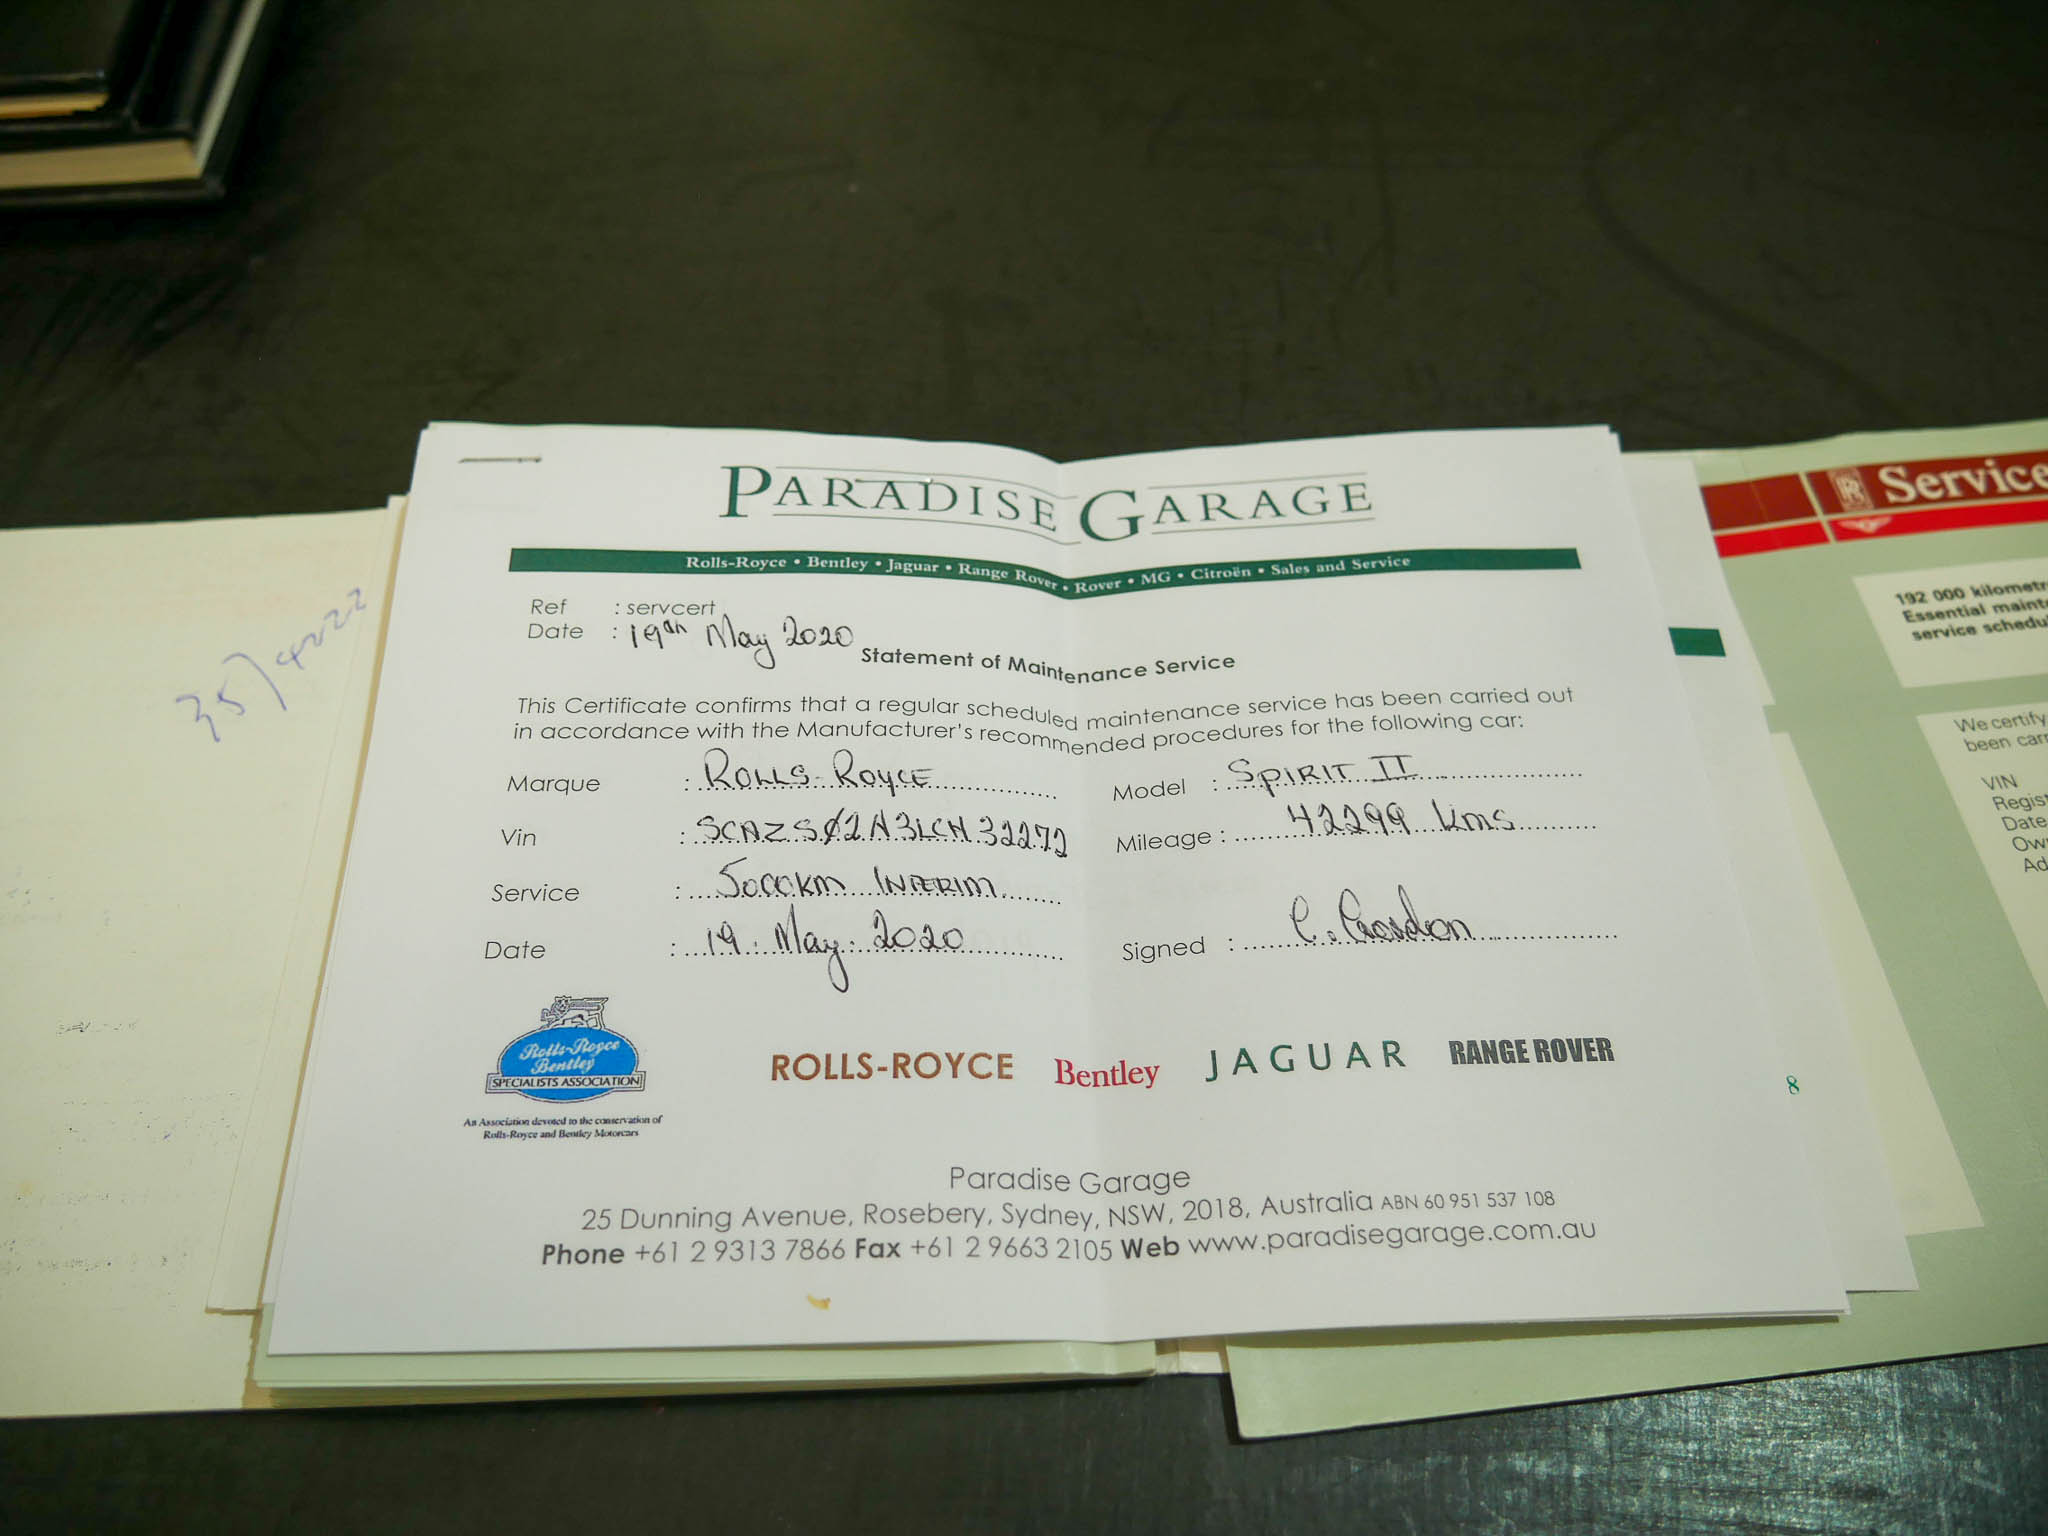 PARADISE GARAGE
Rolls-Royce • Bentley • Jaguar • Range Rover • Rover • MG • Citroën • Sales and Service
Ref : servcert
Date : 19th May 2020
Statement of Maintenance Service
This Certificate confirms that a regular scheduled maintenance service has been carried out
in accordance with the Manufacturer's recommended procedures for the following car:
Marque : ROLLS-ROYCE Model : SPIRIT II
Vin : SCAZS02A3LCH32272 Mileage : 42299 kms
Service : 5000KM INTERIM
Date : 19. May. 2020 Signed :
Rolls-Royce
Bentley
SPECIALISTS ASSOCIATION
An Association devoted to the conservation of
Rolls-Royce and Bentley Motorcars
ROLLS-ROYCE Bentley JAGUAR RANGE ROVER
8
Paradise Garage
25 Dunning Avenue, Rosebery, Sydney, NSW, 2018, Australia ABN 60 951 537 108
Phone +61 2 9313 7866 Fax +61 2 9663 2105 Web www.paradisegarage.com.au
Service
192 000 kilometr
Essential maint
service schedu
We certify
been carr
VIN
Regist
Date
Own
Ad